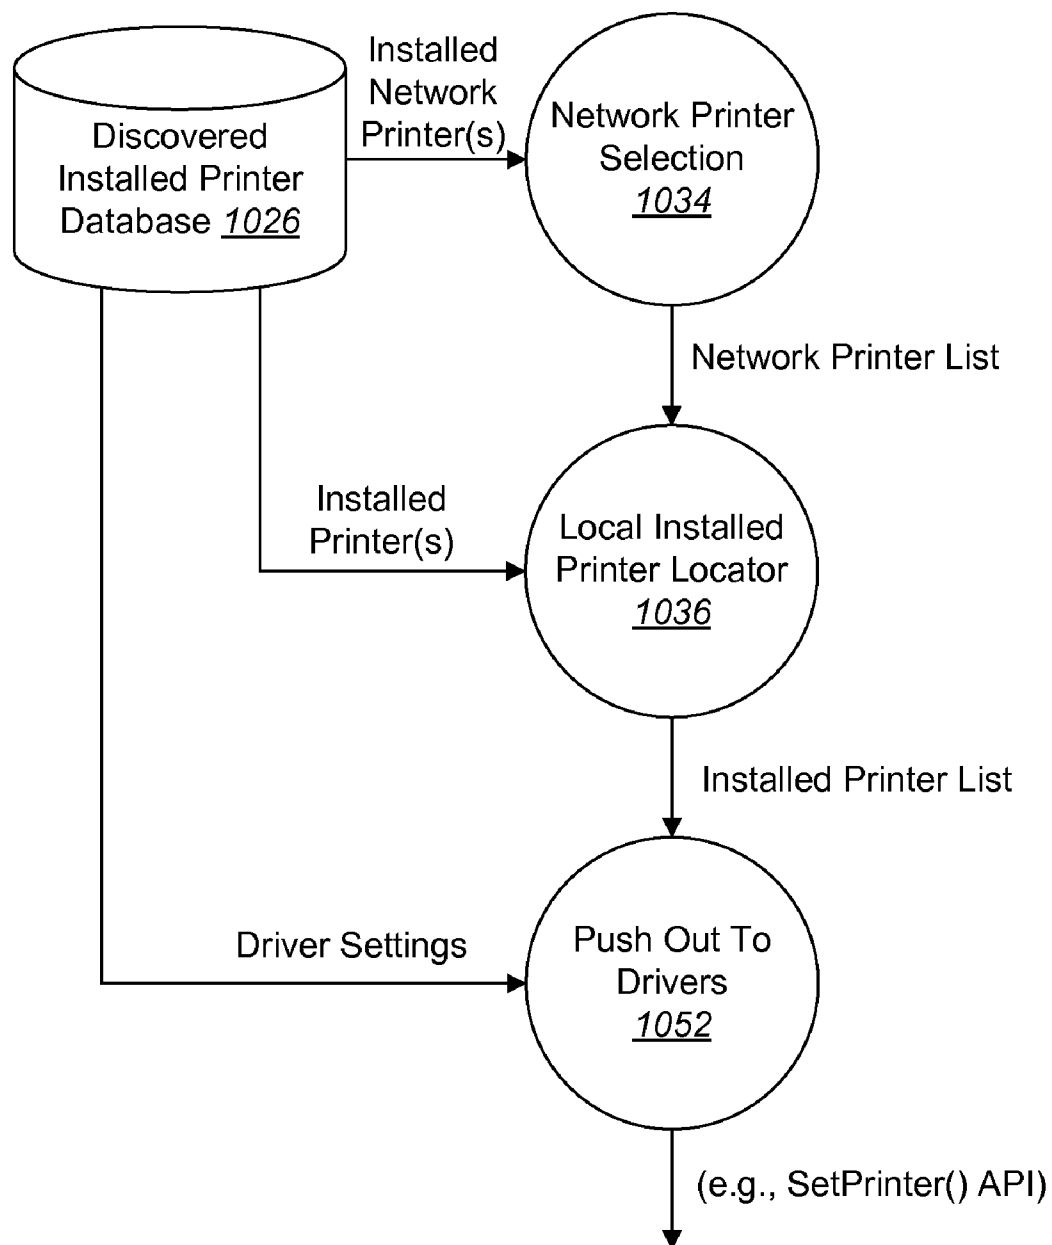 Installed
Network
Printer(s)
Discovered
Installed Printer
Database 1026
Network Printer
Selection
1034
Network Printer List
Installed
Printer(s)
Local Installed
Printer Locator
1036
Installed Printer List
Driver Settings
Push Out To
Drivers
1052
(e.g., SetPrinter() API)